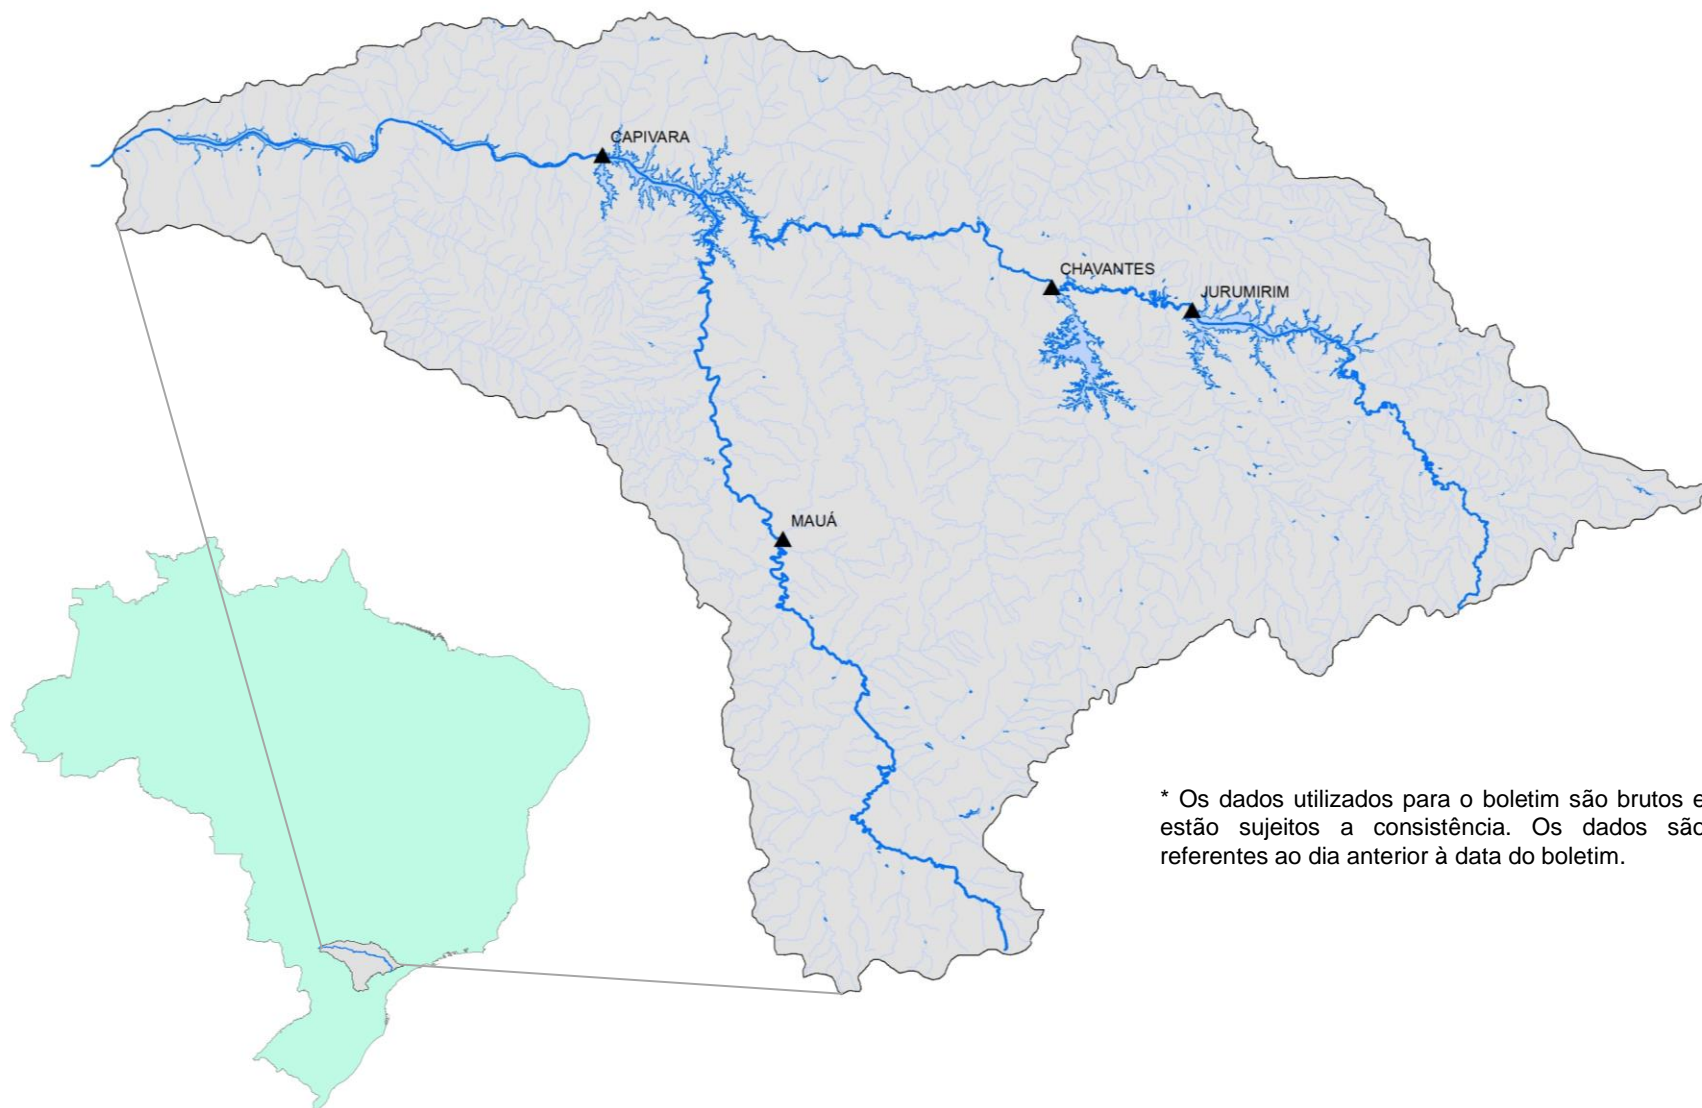 CAPIVARA
CHAVANTES
JURUMIRIM
MAUÁ
* Os dados utilizados para o boletim são brutos e
estão sujeitos a consistência. Os dados são
referentes ao dia anterior à data do boletim.